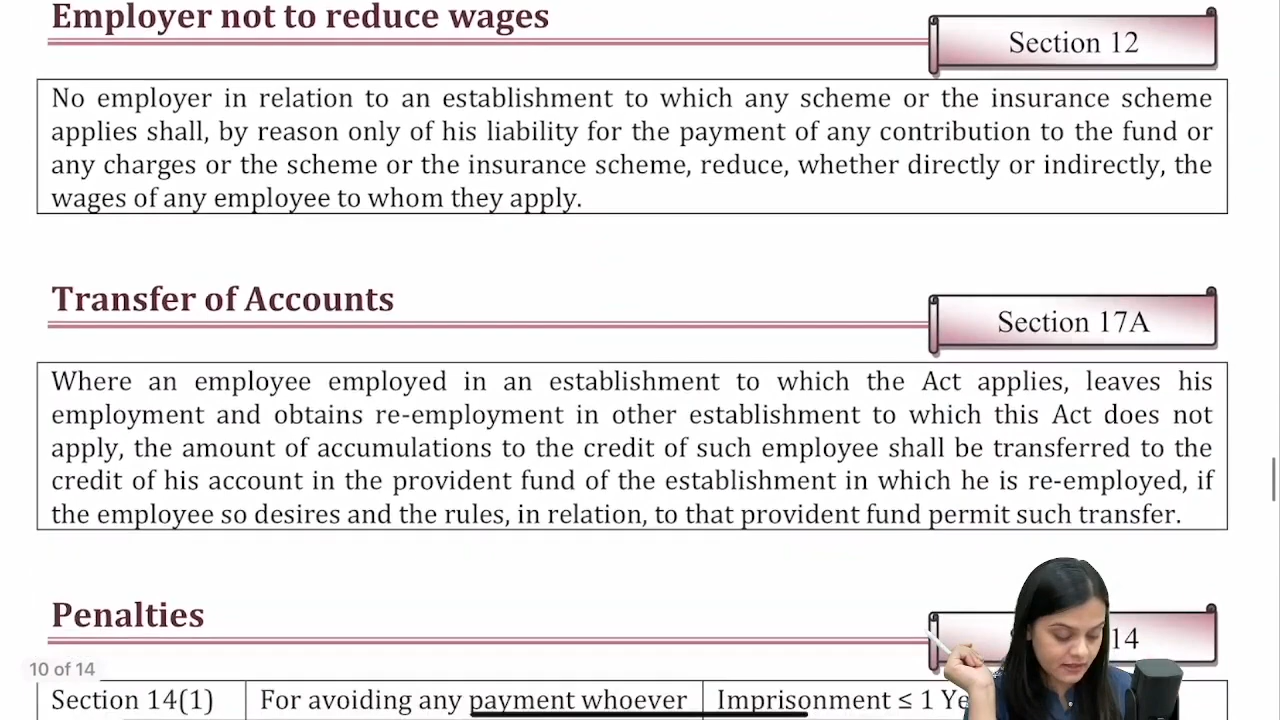 Employer not to reduce wages
Section 12
No employer in relation to an establishment to which any scheme or the insurance scheme
applies shall, by reason only of his liability for the payment of any contribution to the fund or
any charges or the scheme or the insurance scheme, reduce, whether directly or indirectly, the
wages of any employee to whom they apply.
Transfer of Accounts
Section 17A
Where an employee employed in an establishment to which the Act applies, leaves his
employment and obtains re-employment in other establishment to which this Act does not
apply, the amount of accumulations to the credit of such employee shall be transferred to the
credit of his account in the provident fund of the establishment in which he is re-employed, if
the employee so desires and the rules, in relation, to that provident fund permit such transfer.
Penalties
14
10 of 14
Section 14(1)
For avoiding any payment whoever
Imprisonment ≤ 1